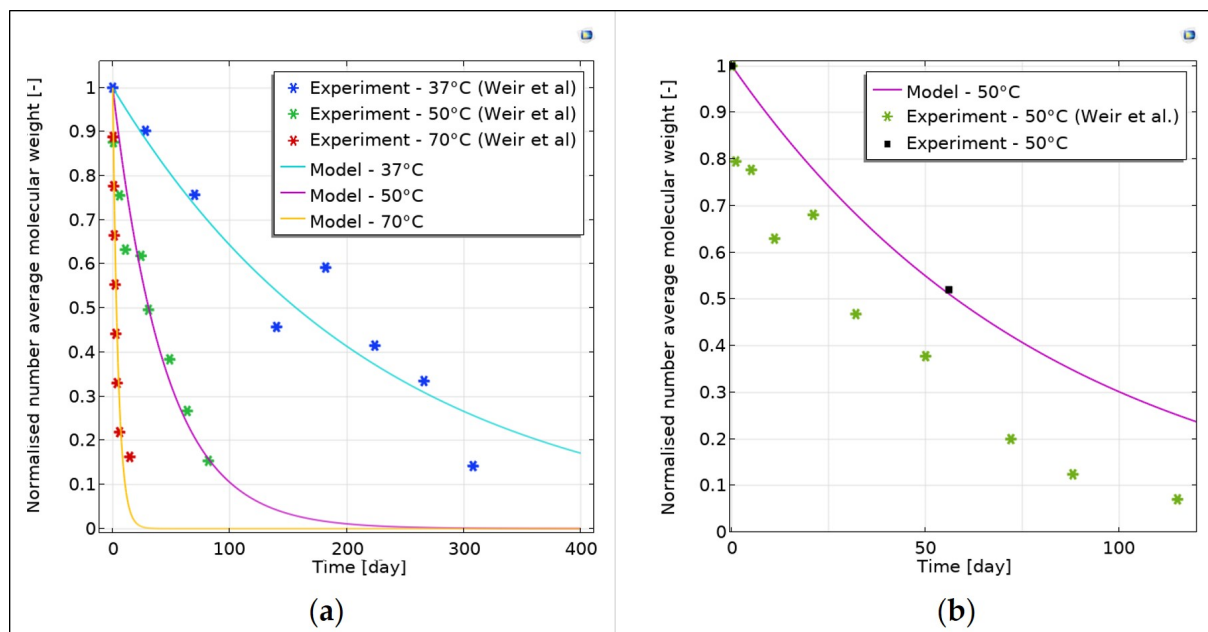 Normalised number average molecular weight [-]
1
0.9
0.8
0.7
0.6
0.5
0.4
0.3
0.2
0.1
0
Experiment - 37°C (Weir et al)
Experiment - 50°C (Weir et al)
Experiment - 70°C (Weir et al)
Model - 37°C
Model - 50°C
Model - 70°C
0 100 200 300 400
Time [day]
(a)
Normalised number average molecular weight [-]
1
0.9
0.8
0.7
0.6
0.5
0.4
0.3
0.2
0.1
0
Model - 50°C
Experiment - 50°C (Weir et al.)
Experiment - 50°C
0 50 100
Time [day]
(b)